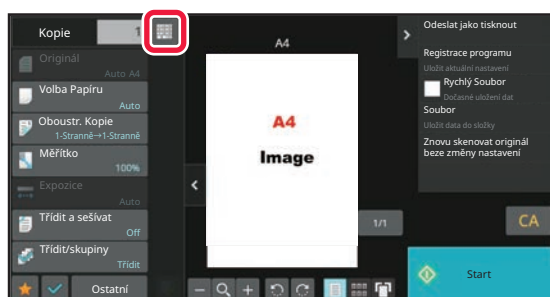 Kopie
1
Originál
Auto A4
Volba Papíru
Auto
Oboustr. Kopie
1-Stranně→1-Stranně
Měřítko
100%
Expozice
Auto
Třídit a sešívat
Off
Třídit/skupiny
Třídit
Ostatní
A4
A4
Image
1/1
Odeslat jako tisknout
Registrace programu
Uložit aktuální nastavení
Rychlý Soubor
Dočasné uložení dat
Soubor
Uložit data do složky
Znovu skenovat originál
beze změny nastavení
CA
Start